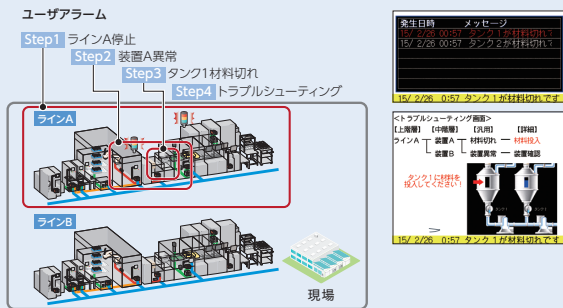 ユーザアラーム
Step1 ラインA停止
Step2 装置A異常
Step3 タンク1材料切れ
Step4 トラブルシューティング
ラインA
ラインB
現場
発生日時 メッセージ
15/ 2/26 00:57 タンク1が材料切れで
15/ 2/26 00:57 タンク2が材料切れで
15/ 2/26 0:57 タンク1が材料切れです
<トラブルシューティング画面>
【上階層】 【中階層】 【汎用】 【詳細】
ラインA 装置A 材料切れ 材料投入
装置B 装置異常 装置確認
タンク1に材料を
投入してください!
15/ 2/26 0:57 タンク1が材料切れです